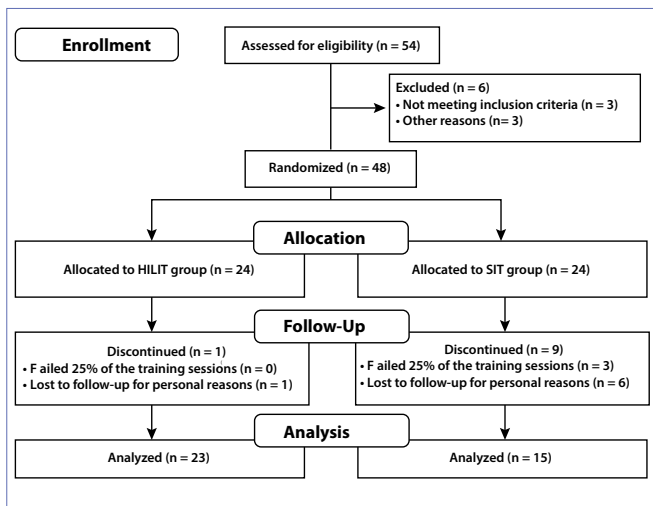 Enrollment
Assessed for eligibility (n = 54)
Excluded (n = 6)
• Not meeting inclusion criteria (n = 3)
• Other reasons (n= 3)
Randomized (n = 48)
Allocation
Allocated to HILIT group (n = 24)
Allocated to SIT group (n = 24)
Follow-Up
Discontinued (n = 1)
• F ailed 25% of the training sessions (n = 0)
• Lost to follow-up for personal reasons (n = 1)
Discontinued (n = 9)
• F ailed 25% of the training sessions (n = 3)
• Lost to follow-up for personal reasons (n = 6)
Analysis
Analyzed (n = 23)
Analyzed (n = 15)